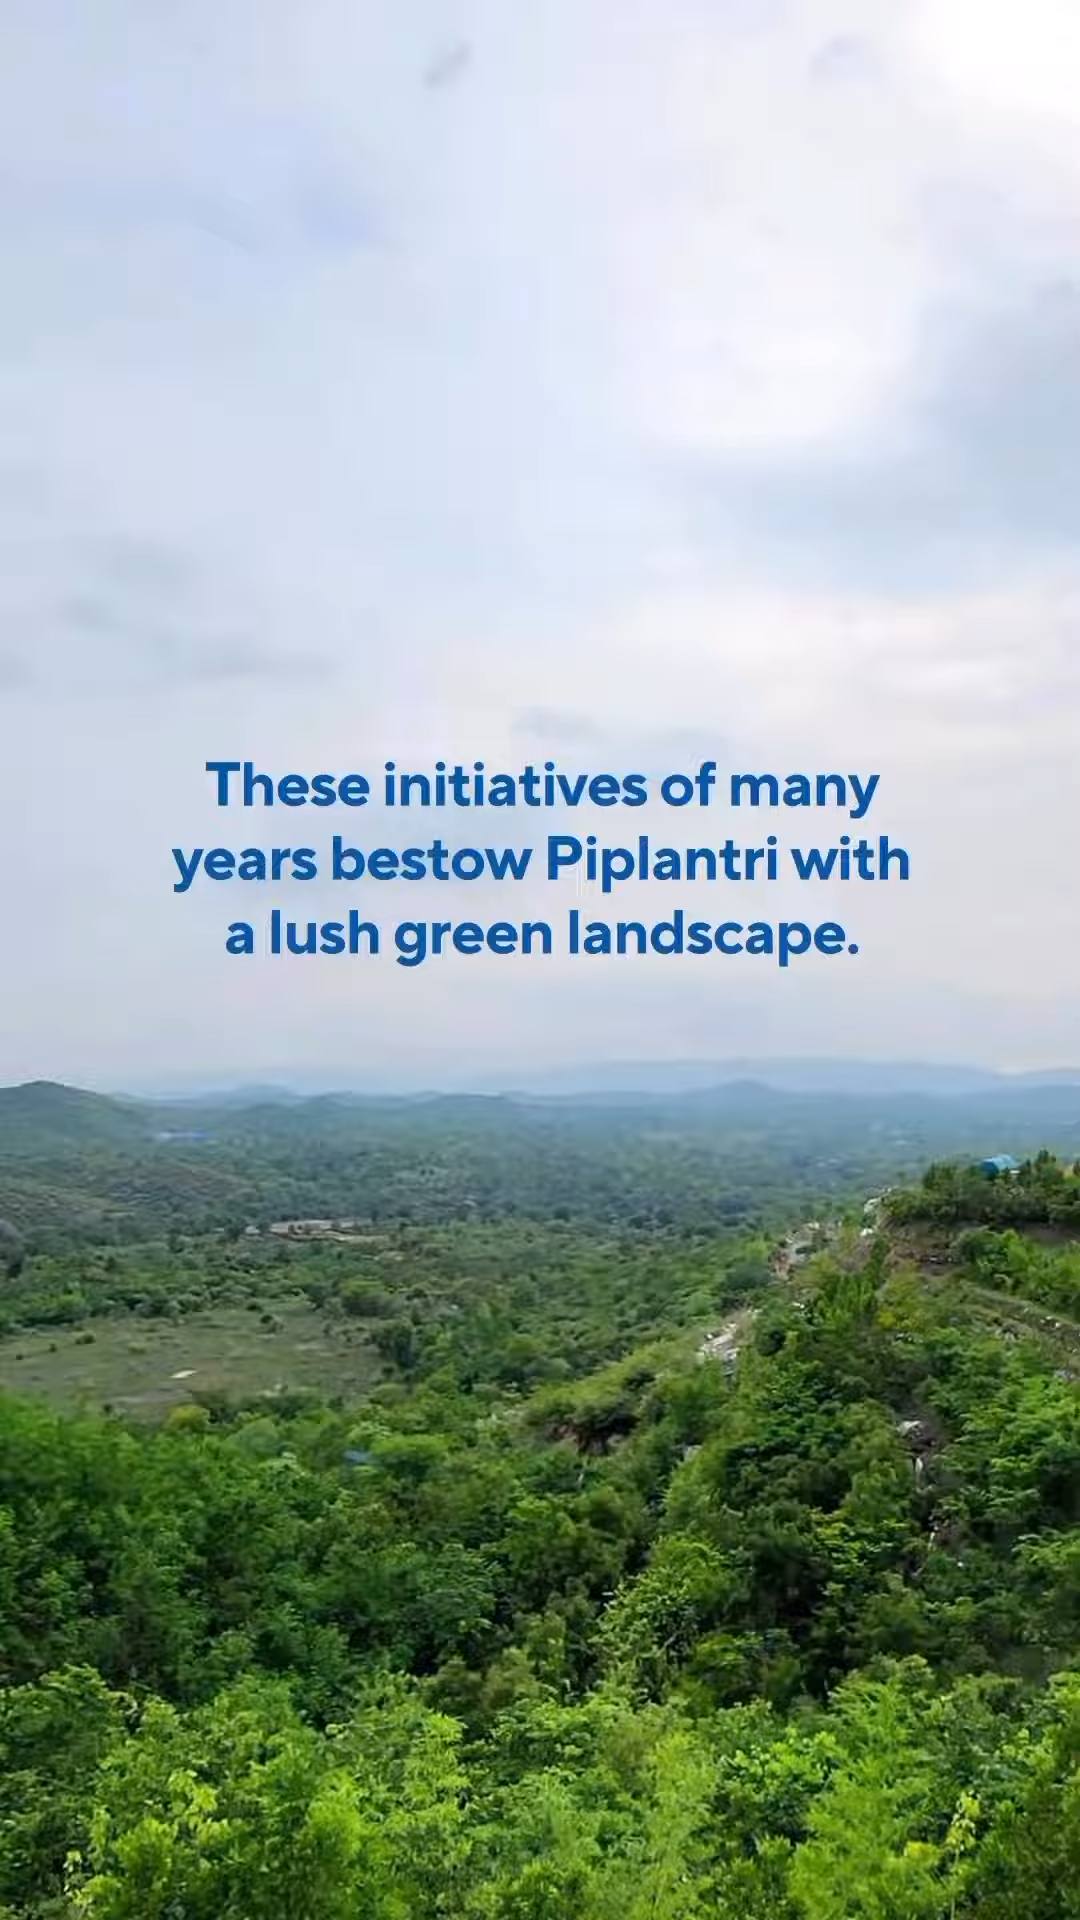 These initiatives of many
years bestow Piplantri with
a lush green landscape.